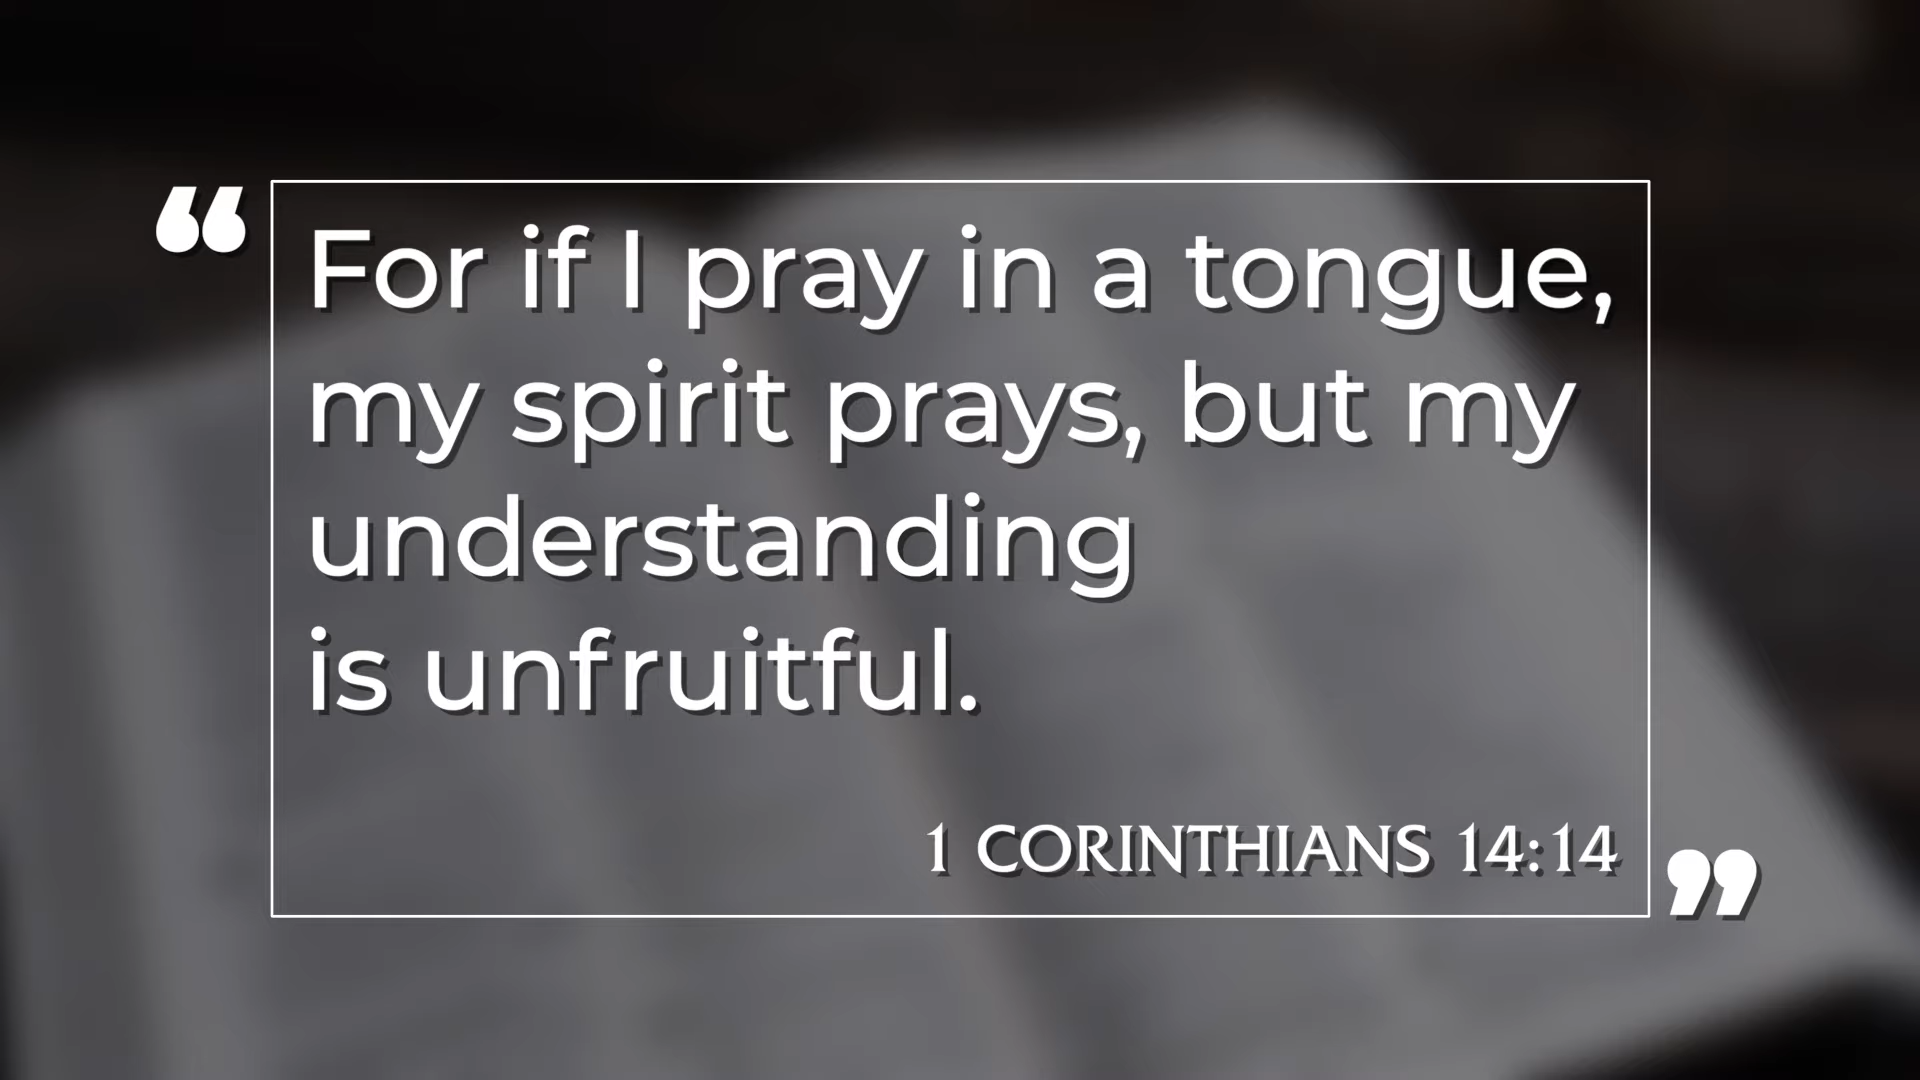 “
For if I pray in a tongue,
my spirit prays, but my
understanding
is unfruitful.
1 CORINTHIANS 14:14
”